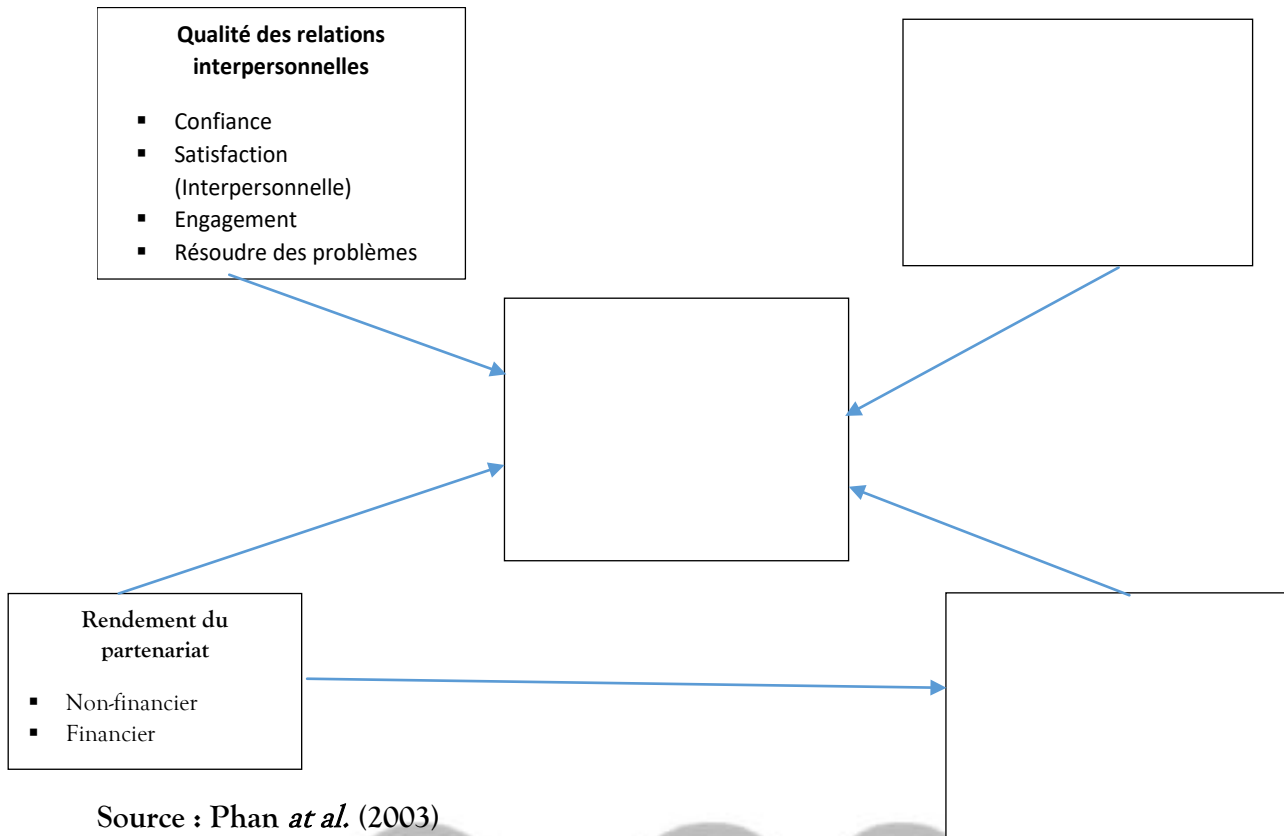 Qualité des relations
interpersonnelles
▪ Confiance
▪ Satisfaction
(Interpersonnelle)
▪ Engagement
▪ Résoudre des problèmes
Rendement du
partenariat
▪ Non-financier
▪ Financier
Source : Phan at al. (2003)